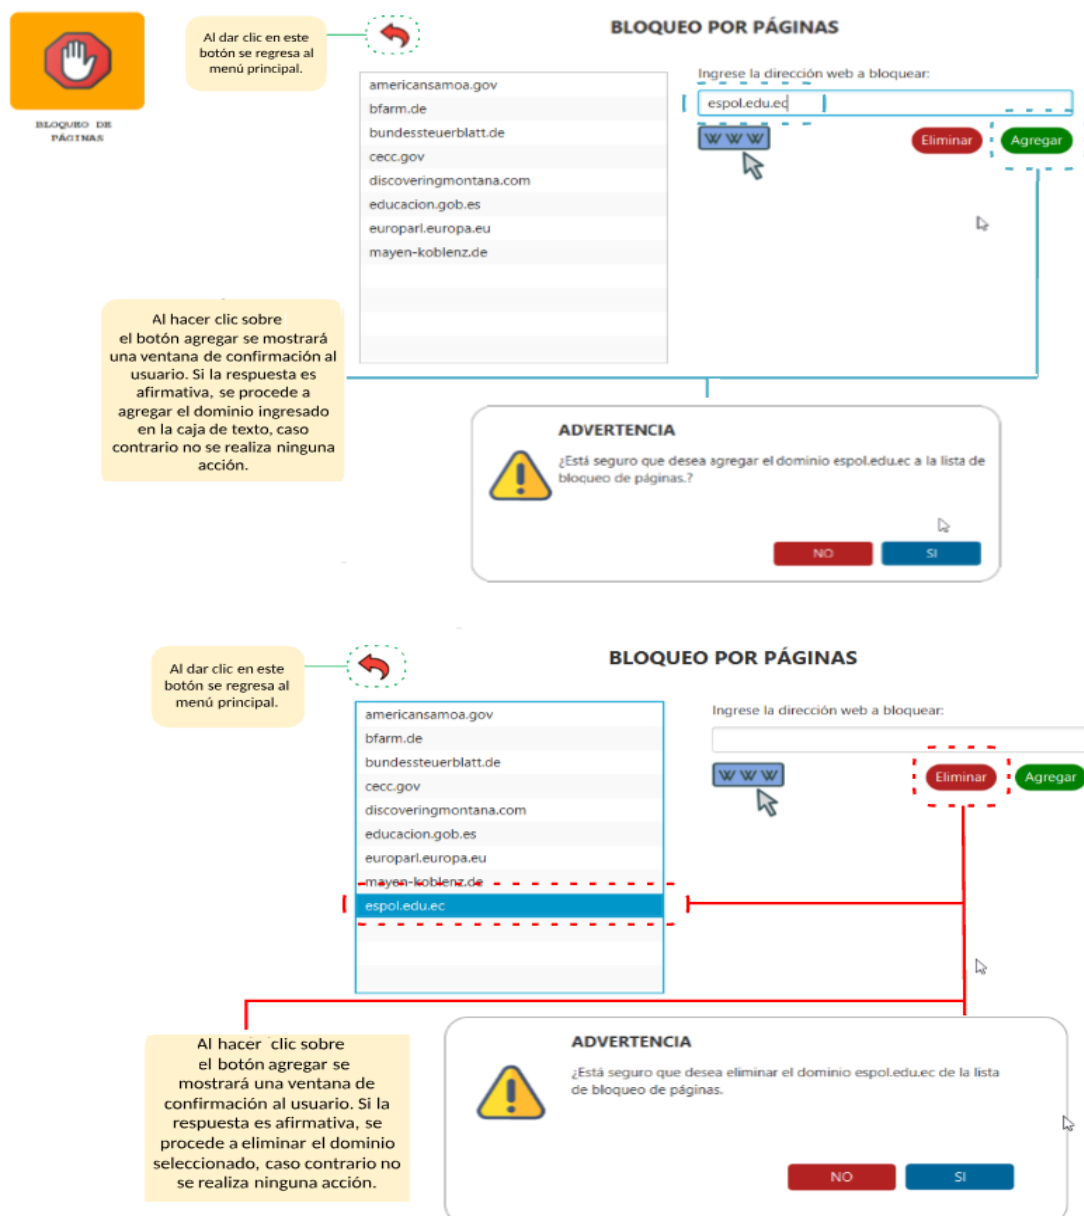 BLOQUEO DE
PÁGINAS
Al dar clic en este
botón se regresa al
menú principal.
BLOQUEO POR PÁGINAS
americansamoa.gov
bfarm.de
bundessteuerblatt.de
cecc.gov
discoveringmontana.com
educacion.gob.es
europarl.europa.eu
mayen-koblenz.de
Ingrese la dirección web a bloquear:
espol.edu.ec
WWW
Eliminar
Agregar
Al hacer clic sobre
el botón agregar se mostrará
una ventana de confirmación al
usuario. Si la respuesta es
afirmativa, se procede a
agregar el dominio ingresado
en la caja de texto, caso
contrario no se realiza ninguna
acción.
ADVERTENCIA
¿Está seguro que desea agregar el dominio espol.edu.ec a la lista de
bloqueo de páginas.?
NO
SI
Al dar clic en este
botón se regresa al
menú principal.
BLOQUEO POR PÁGINAS
americansamoa.gov
bfarm.de
bundessteuerblatt.de
cecc.gov
discoveringmontana.com
educacion.gob.es
europarl.europa.eu
mayen-koblenz.de
espol.edu.ec
Ingrese la dirección web a bloquear:
WWW
Eliminar
Agregar
Al hacer clic sobre
el botón agregar se
mostrará una ventana de
confirmación al usuario. Si la
respuesta es afirmativa, se
procede a eliminar el dominio
seleccionado, caso contrario no
se realiza ninguna acción.
ADVERTENCIA
¿Está seguro que desea eliminar el dominio espol.edu.ec de la lista
de bloqueo de páginas.
NO
SI